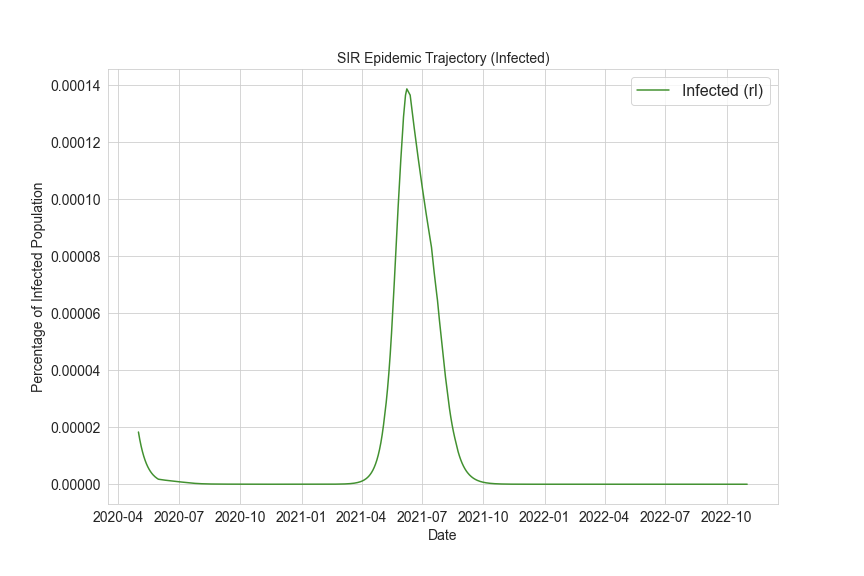 SIR Epidemic Trajectory (Infected)
Infected (rI)
Percentage of Infected Population
0.00014
0.00012
0.00010
0.00008
0.00006
0.00004
0.00002
0.00000
2020-04 2020-07 2020-10 2021-01 2021-04 2021-07 2021-10 2022-01 2022-04 2022-07 2022-10
Date